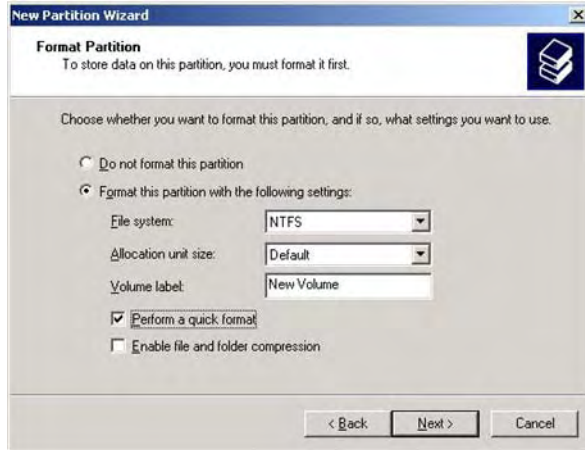 New Partition Wizard
Format Partition
To store data on this partition, you must format it first.
Choose whether you want to format this partition, and if so, what settings you want to use.
Do not format this partition
Format this partition with the following settings:
File system: NTFS
Allocation unit size: Default
Volume label: New Volume
Perform a quick format
Enable file and folder compression
< Back Next > Cancel